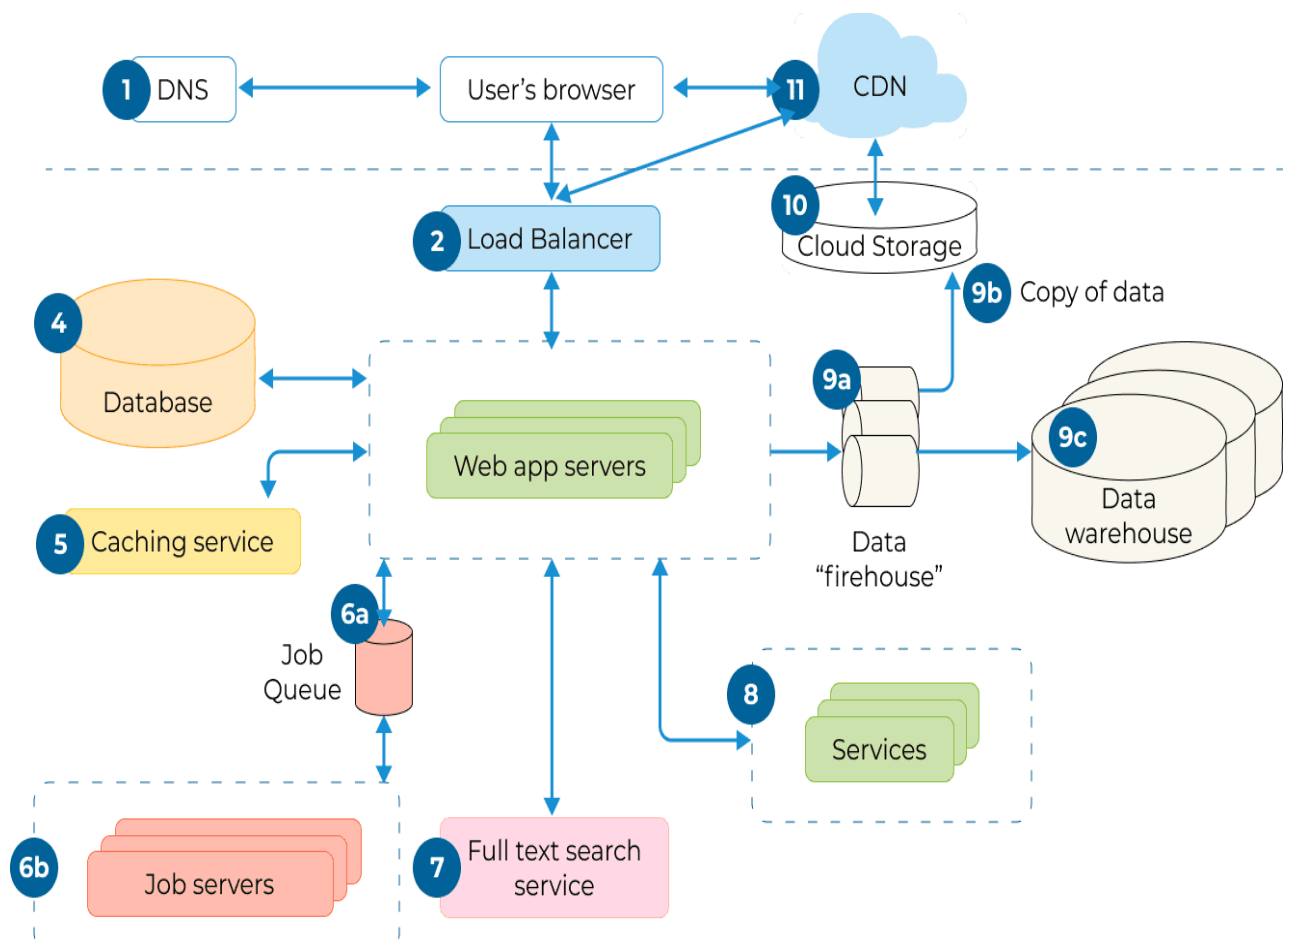 1 DNS
User's browser
11 CDN
2 Load Balancer
10
Cloud Storage
9b Copy of data
4
Database
9a
9c
Data
warehouse
Web app servers
5 Caching service
Data
“firehouse”
6a
Job
Queue
8
Services
6b
Job servers
7
Full text search
service